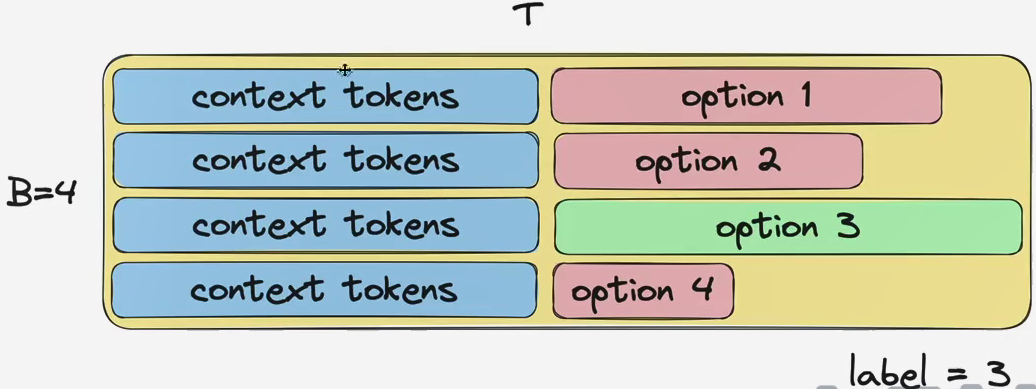 T
context tokens option 1
context tokens option 2
B=4
context tokens option 3
context tokens option 4
label = 3